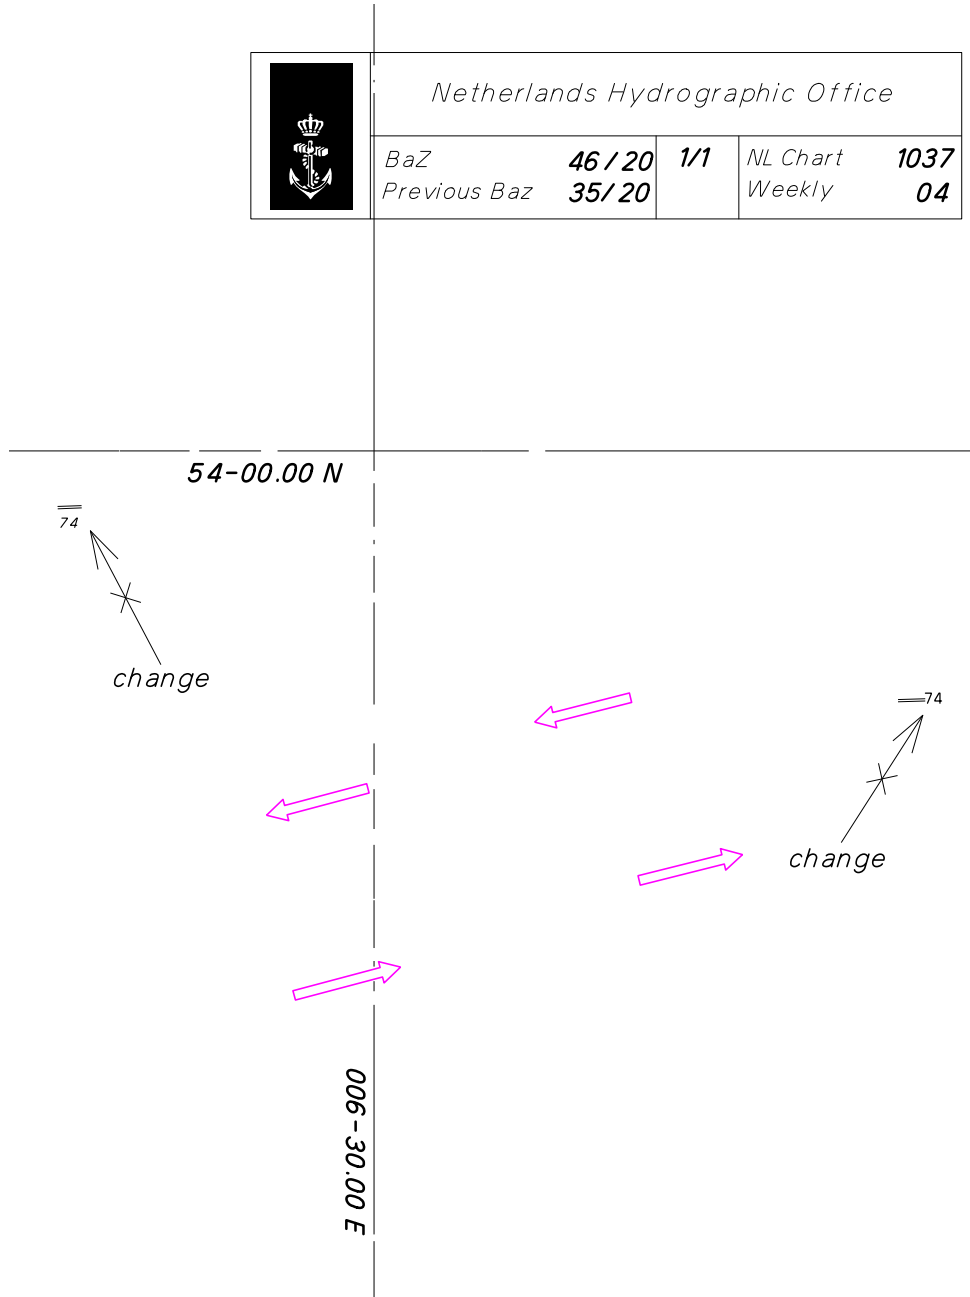 Netherlands Hydrographic Office
BaZ 46 / 20 1/1 NL Chart 1037
Previous Baz 35/ 20 Weekly 04
54-00.00 N
74
change
74
change
006-30.00 E